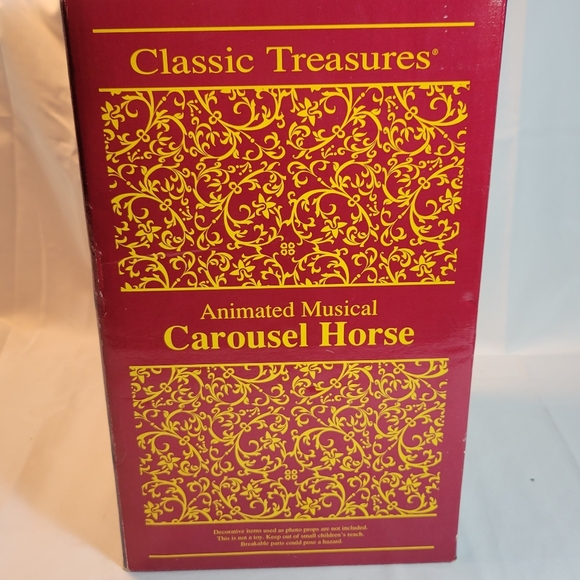 Classic Treasures®
Animated Musical
Carousel Horse
Decorative items used as photo props are not included.
This is not a toy. Keep out of small children's reach.
Breakable parts could pose a hazard.